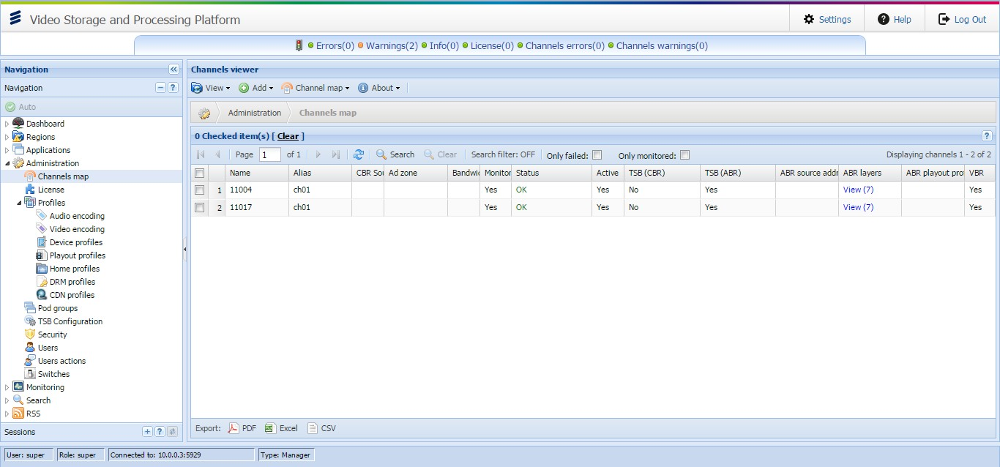 Video Storage and Processing Platform
Settings
Help
Log Out
Errors(0) Warnings(2) Info(0) License(0) Channels errors(0) Channels warnings(0)
Navigation
Navigation
Auto
Dashboard
Regions
Applications
Administration
Channels map
License
Profiles
Audio encoding
Video encoding
Device profiles
Playout profiles
Home profiles
DRM profiles
CDN profiles
Pod groups
TSB Configuration
Security
Users
Users actions
Switches
Monitoring
Search
RSS
Sessions
Channels viewer
View Add Channel map About
Administration Channels map
0 Checked item(s) [ Clear ]
Page 1 of 1 Search Clear Search filter: OFF Only failed: Only monitored: Displaying channels 1 - 2 of 2
Name Alias CBR Sou Ad zone Bandwic Monitor Status Active TSB (CBR) TSB (ABR) ABR source addr ABR layers ABR playout pro VBR
1 11004 ch01 Yes OK Yes No Yes View (7) Yes
2 11017 ch01 Yes OK Yes No Yes View (7) Yes
Export: PDF Excel CSV
User: super Role: super Connected to: 10.0.0.3:5929 Type: Manager